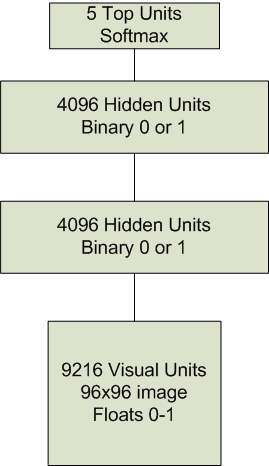 5 Top Units
Softmax
4096 Hidden Units
Binary 0 or 1
4096 Hidden Units
Binary 0 or 1
9216 Visual Units
96x96 image
Floats 0-1